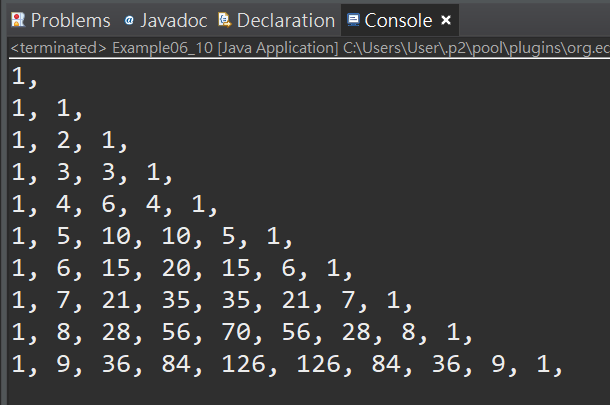 Problems @ Javadoc Declaration Console ×
<terminated> Example06_10 [Java Application] C:\Users\User\.p2\pool\plugins\org.ec
1,
1, 1,
1, 2, 1,
1, 3, 3, 1,
1, 4, 6, 4, 1,
1, 5, 10, 10, 5, 1,
1, 6, 15, 20, 15, 6, 1,
1, 7, 21, 35, 35, 21, 7, 1,
1, 8, 28, 56, 70, 56, 28, 8, 1,
1, 9, 36, 84, 126, 126, 84, 36, 9, 1,